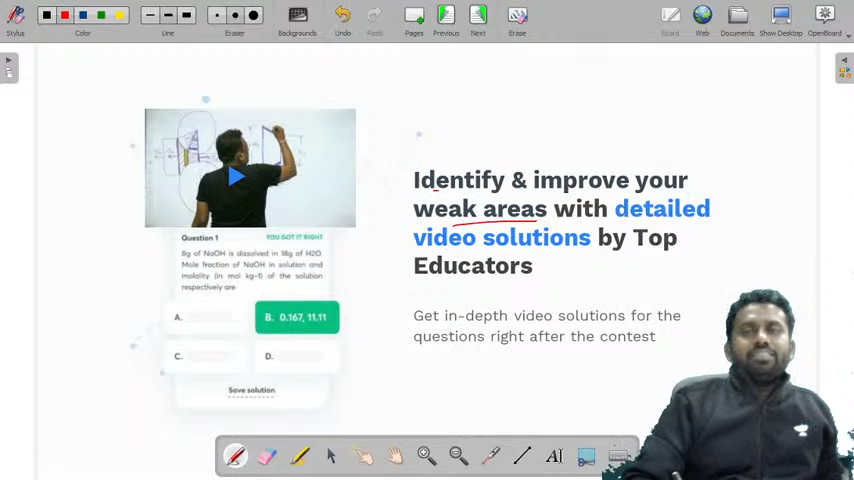 Stylus
Color
Line
Eraser
Backgrounds
Undo
Redo
Pages
Previous
Next
Erase
Board
Web
Documents
Show Desktop
OpenBoard
Identify & improve your
weak areas with detailed
video solutions by Top
Educators
Get in-depth video solutions for the
questions right after the contest
Question 1
YOU GOT IT RIGHT
8g of NaOH is dissolved in 18g of H2O.
Mole fraction of NaOH in solution and
molality (in mol kg-1) of the solution
respectively are
A.
B. 0.167, 11.11
C.
D.
Save solution